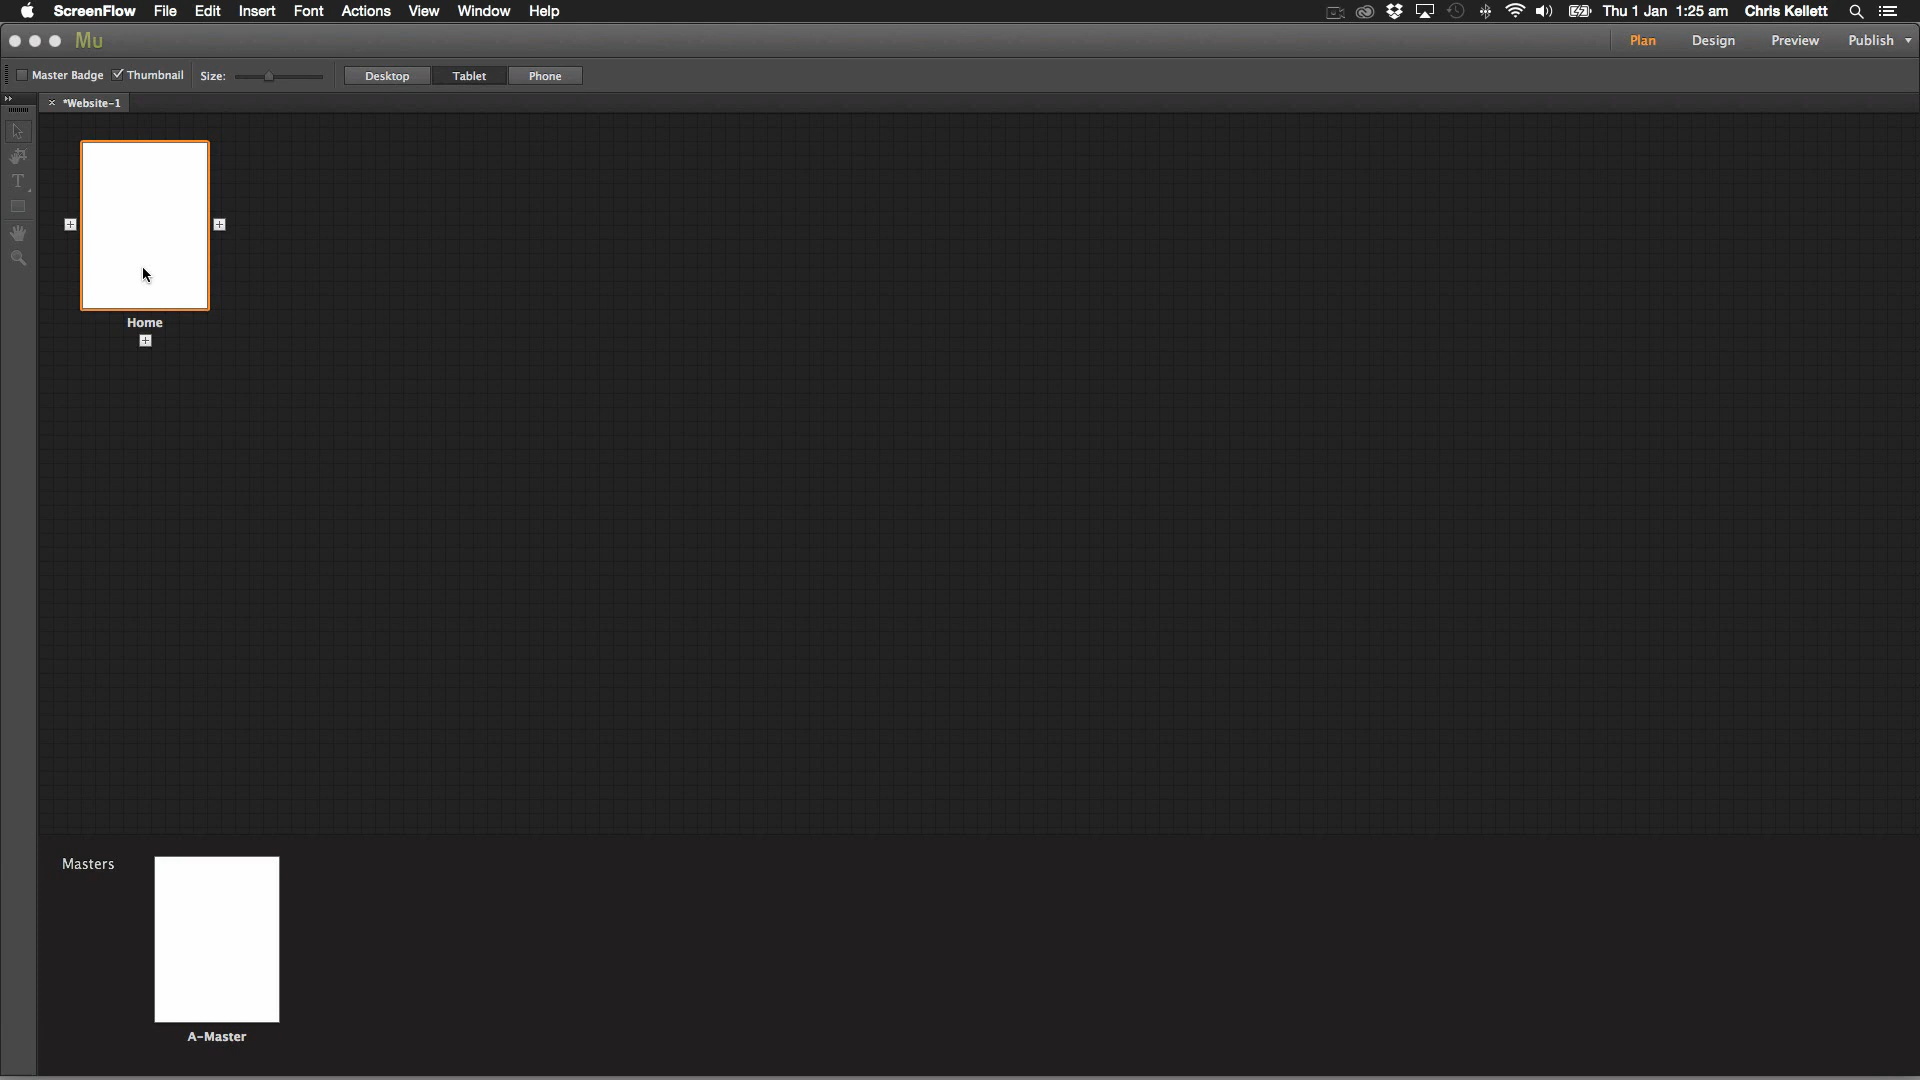 ScreenFlow File Edit Insert Font Actions View Window Help Thu 1 Jan 1:25 am Chris Kellett
Mu Plan Design Preview Publish
Master Badge Thumbnail Size: Desktop Tablet Phone
*Website-1
T
Home
Masters
A-Master